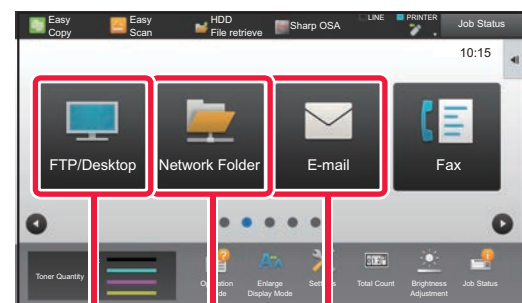 Easy
Copy
Easy
Scan
HDD
File retrieve
Sharp OSA
LINE
PRINTER
Job Status
10:15
FTP/Desktop
Network Folder
E-mail
Fax
Toner Quantity
Enlarge
Display Mode
Total Count
Brightness
Adjustment
Job Status